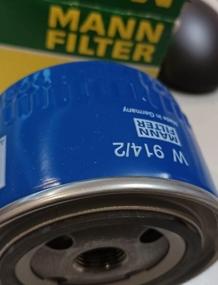 MANN
FILTER
W 914/2
MANN
FILTER
Made in Germany